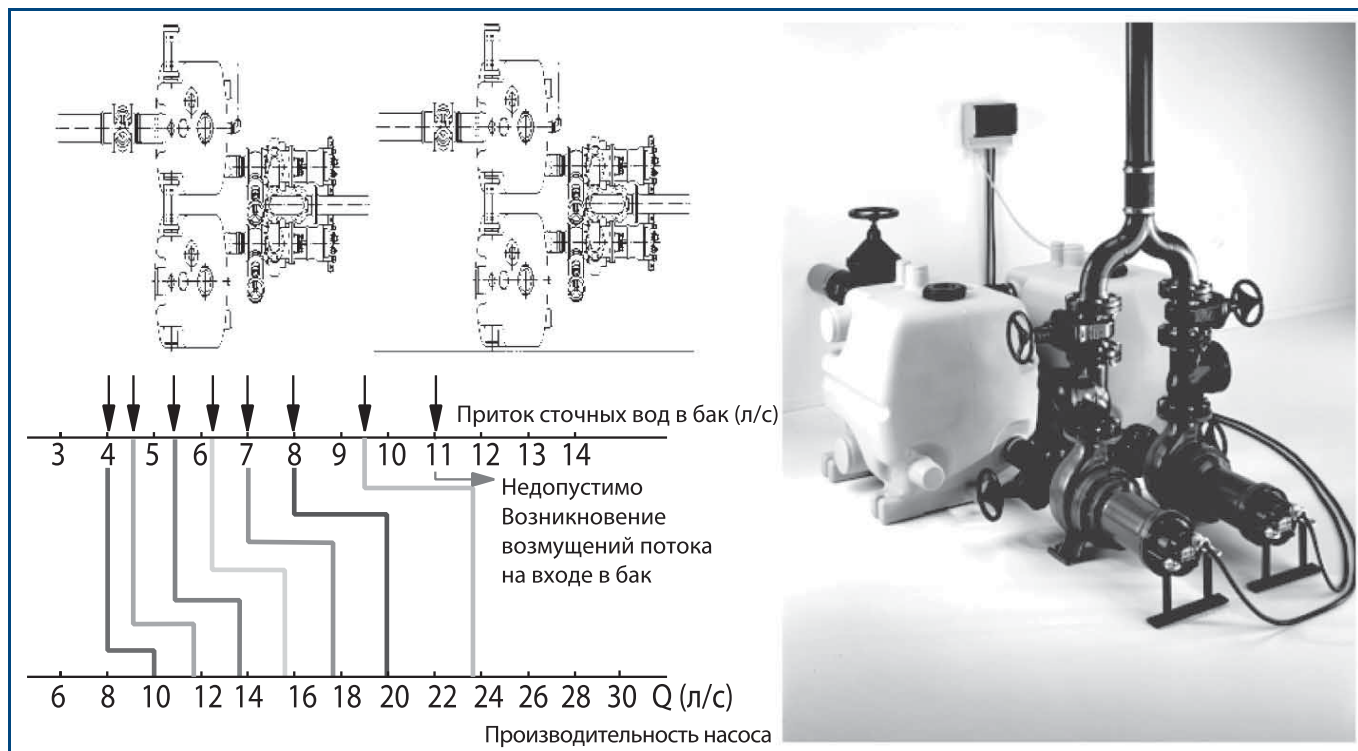 Приток сточных вод в бак (л/с)
3 4 5 6 7 8 9 10 11 12 13 14
Недопустимо
Возникновение
возмущений потока
на входе в бак
6 8 10 12 14 16 18 20 22 24 26 28 30 Q (л/с)
Производительность насоса